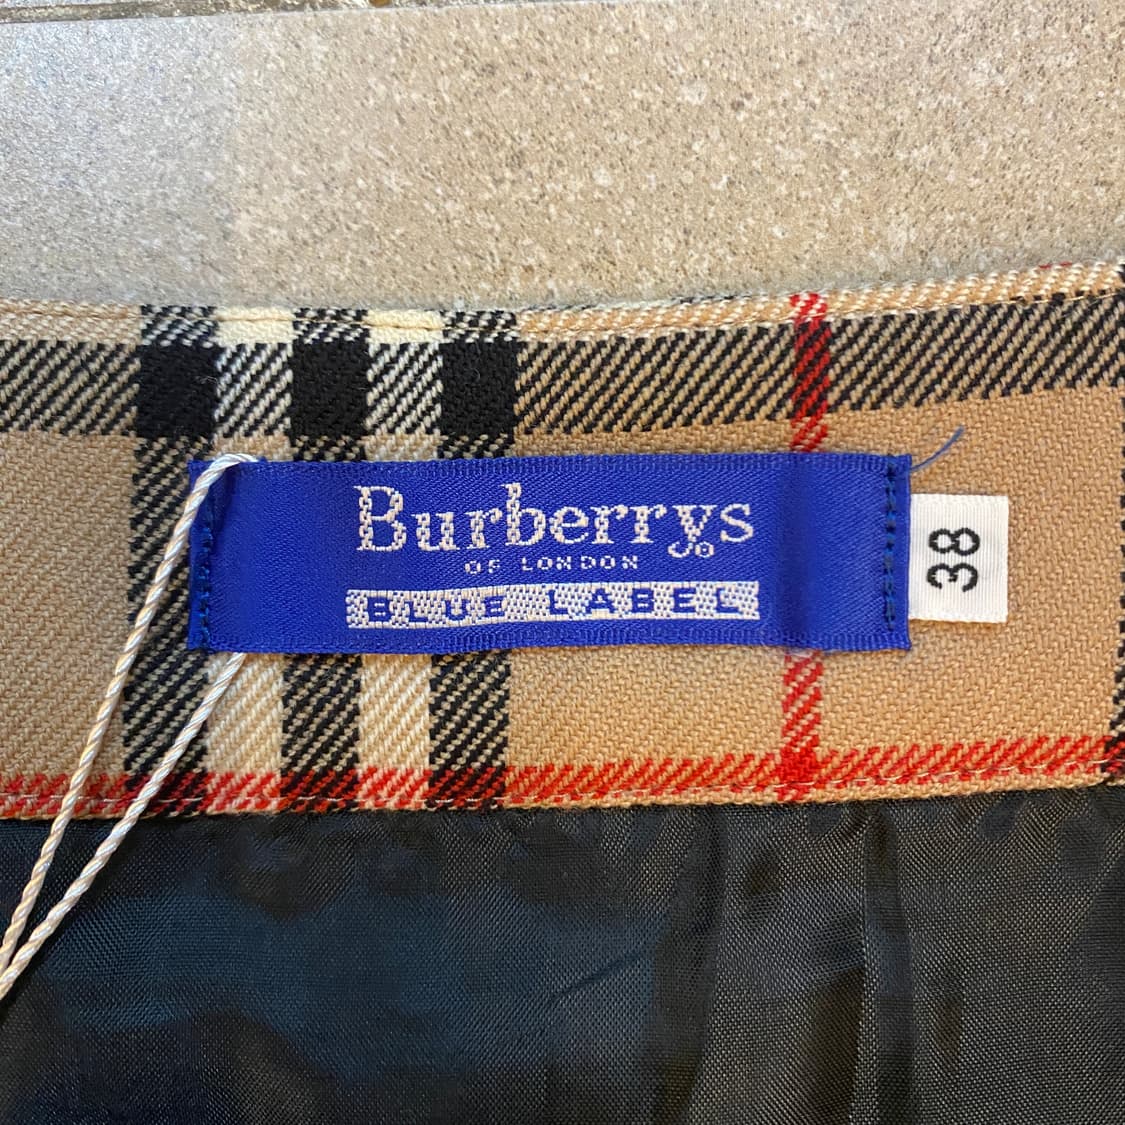 Burberrys®
OF LONDON
BLUE LABEL
38